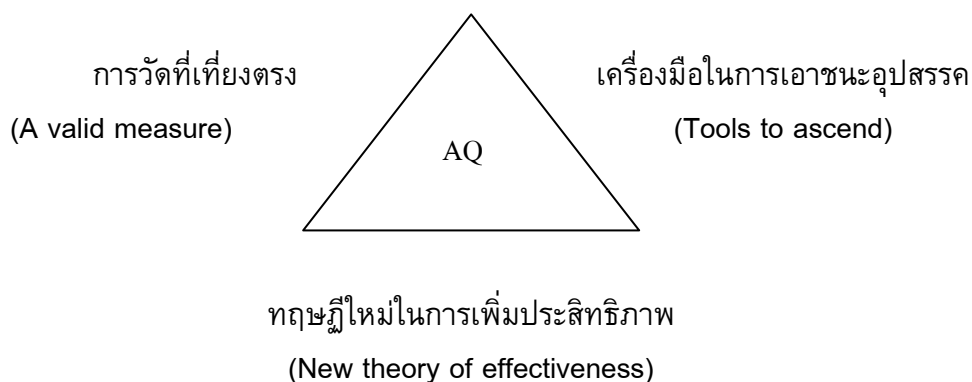 การวัดที่เที่ยงตรง
(A valid measure)
เครื่องมือในการเอาชนะอุปสรรค
(Tools to ascend)
AQ
ทฤษฏีใหม่ในการเพิ่มประสิทธิภาพ
(New theory of effectiveness)